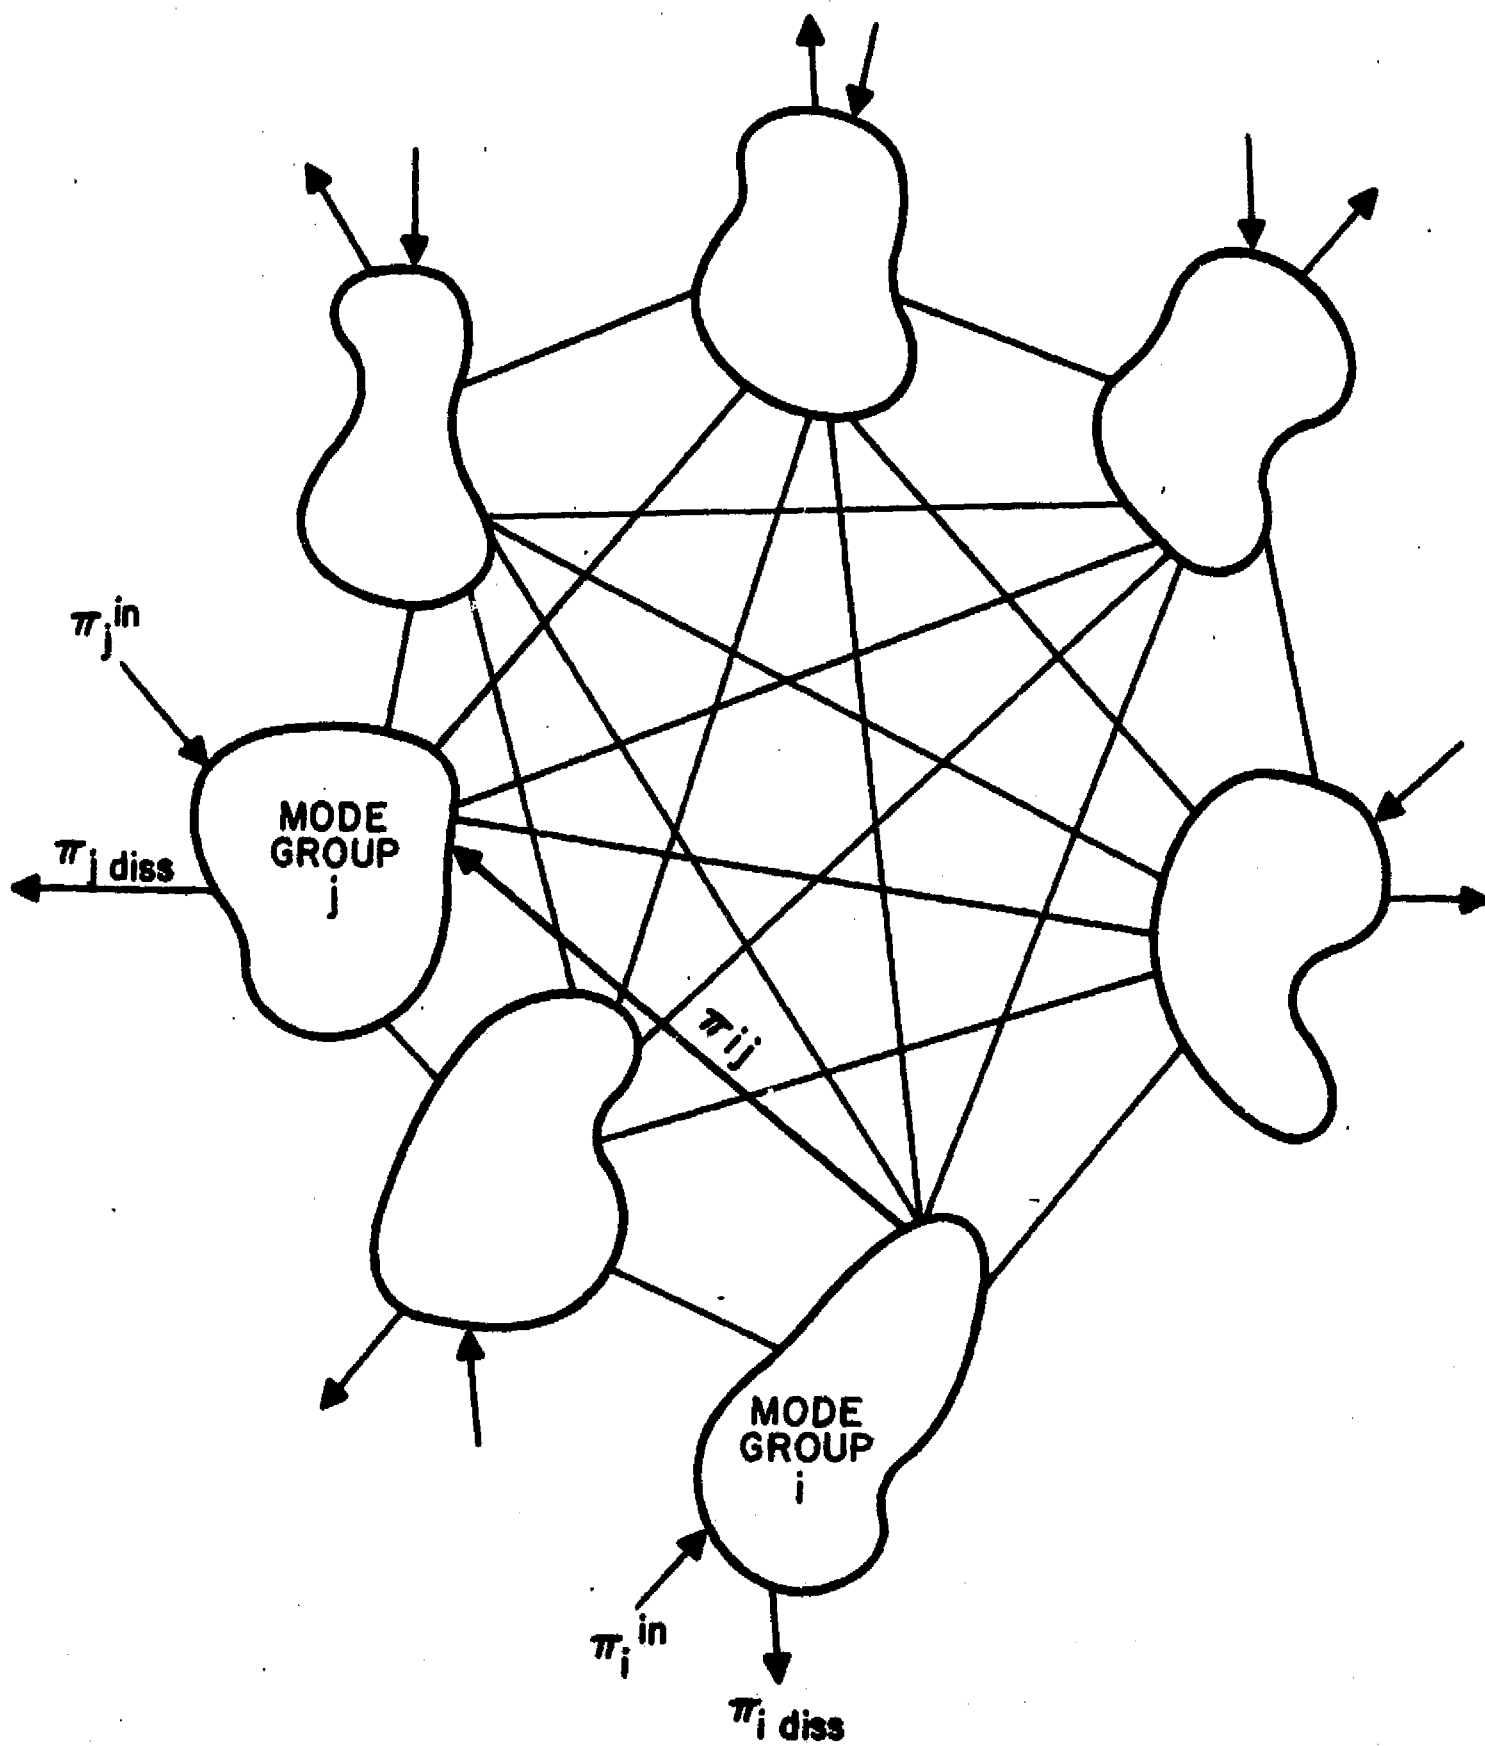 π_j^in
MODE
GROUP
j
π_j diss
π_ij
MODE
GROUP
i
π_i^in
π_i diss